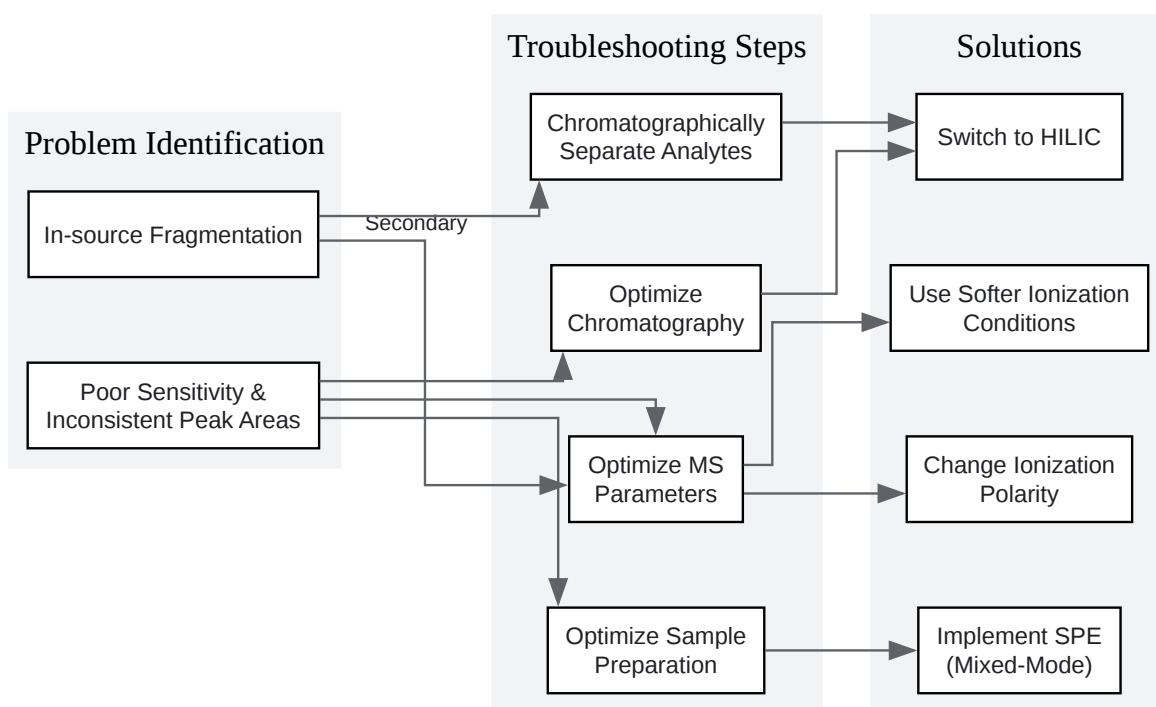 Problem Identification
In-source Fragmentation
Poor Sensitivity &
Inconsistent Peak Areas
Secondary
Troubleshooting Steps
Chromatographically
Separate Analytes
Optimize
Chromatography
Optimize MS
Parameters
Optimize Sample
Preparation
Solutions
Switch to HILIC
Use Softer Ionization
Conditions
Change Ionization
Polarity
Implement SPE
(Mixed-Mode)